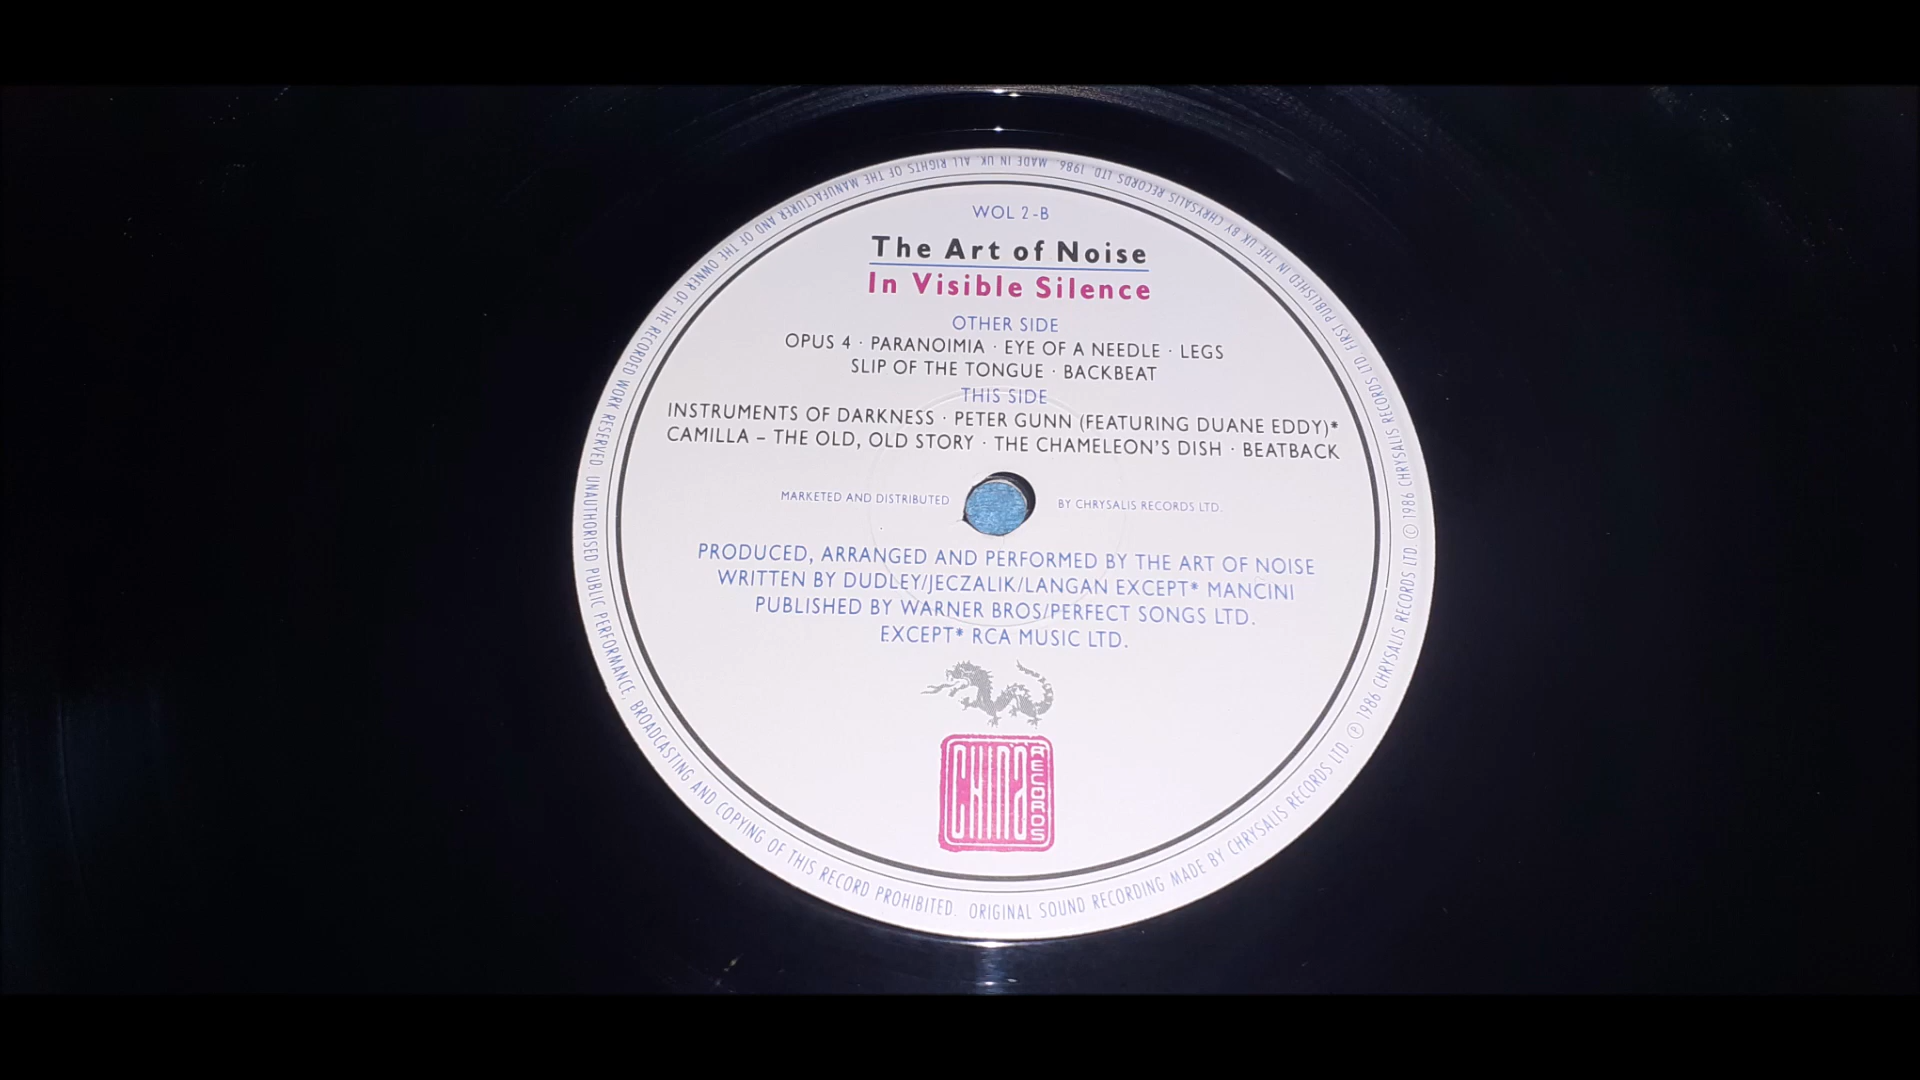 WOL 2-B
The Art of Noise
In Visible Silence
OTHER SIDE
OPUS 4 · PARANOIMIA · EYE OF A NEEDLE · LEGS
SLIP OF THE TONGUE · BACKBEAT
THIS SIDE
INSTRUMENTS OF DARKNESS · PETER GUNN (FEATURING DUANE EDDY)*
CAMILLA – THE OLD, OLD STORY · THE CHAMELEON'S DISH · BEATBACK
MARKETED AND DISTRIBUTED BY CHRYSALIS RECORDS LTD.
PRODUCED, ARRANGED AND PERFORMED BY THE ART OF NOISE
WRITTEN BY DUDLEY/JECZALIK/LANGAN EXCEPT* MANCINI
PUBLISHED BY WARNER BROS/PERFECT SONGS LTD.
EXCEPT* RCA MUSIC LTD.
CHINA RECORDS
ORIGINAL SOUND RECORDING MADE BY CHRYSALIS RECORDS LTD. ℗ 1986 CHRYSALIS RECORDS LTD. © 1986 CHRYSALIS RECORDS LTD. FIRST PUBLISHED IN THE UK BY CHRYSALIS RECORDS LTD. 1986. MADE IN UK. ALL RIGHTS OF THE MANUFACTURER AND OF THE OWNER OF THE RECORDED WORK RESERVED. UNAUTHORISED PUBLIC PERFORMANCE, BROADCASTING AND COPYING OF THIS RECORD PROHIBITED.